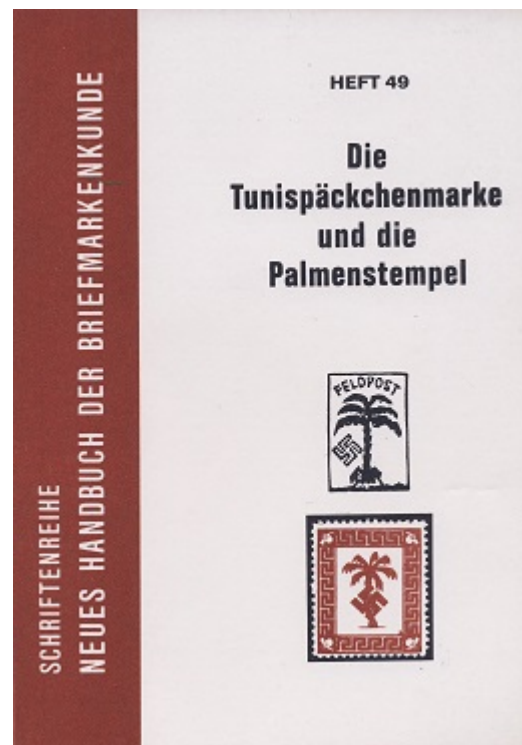 SCHRIFTENREIHE
NEUES HANDBUCH DER BRIEFMARKENKUNDE
HEFT 49
Die
Tunispäckchenmarke
und die
Palmenstempel
FELDPOST